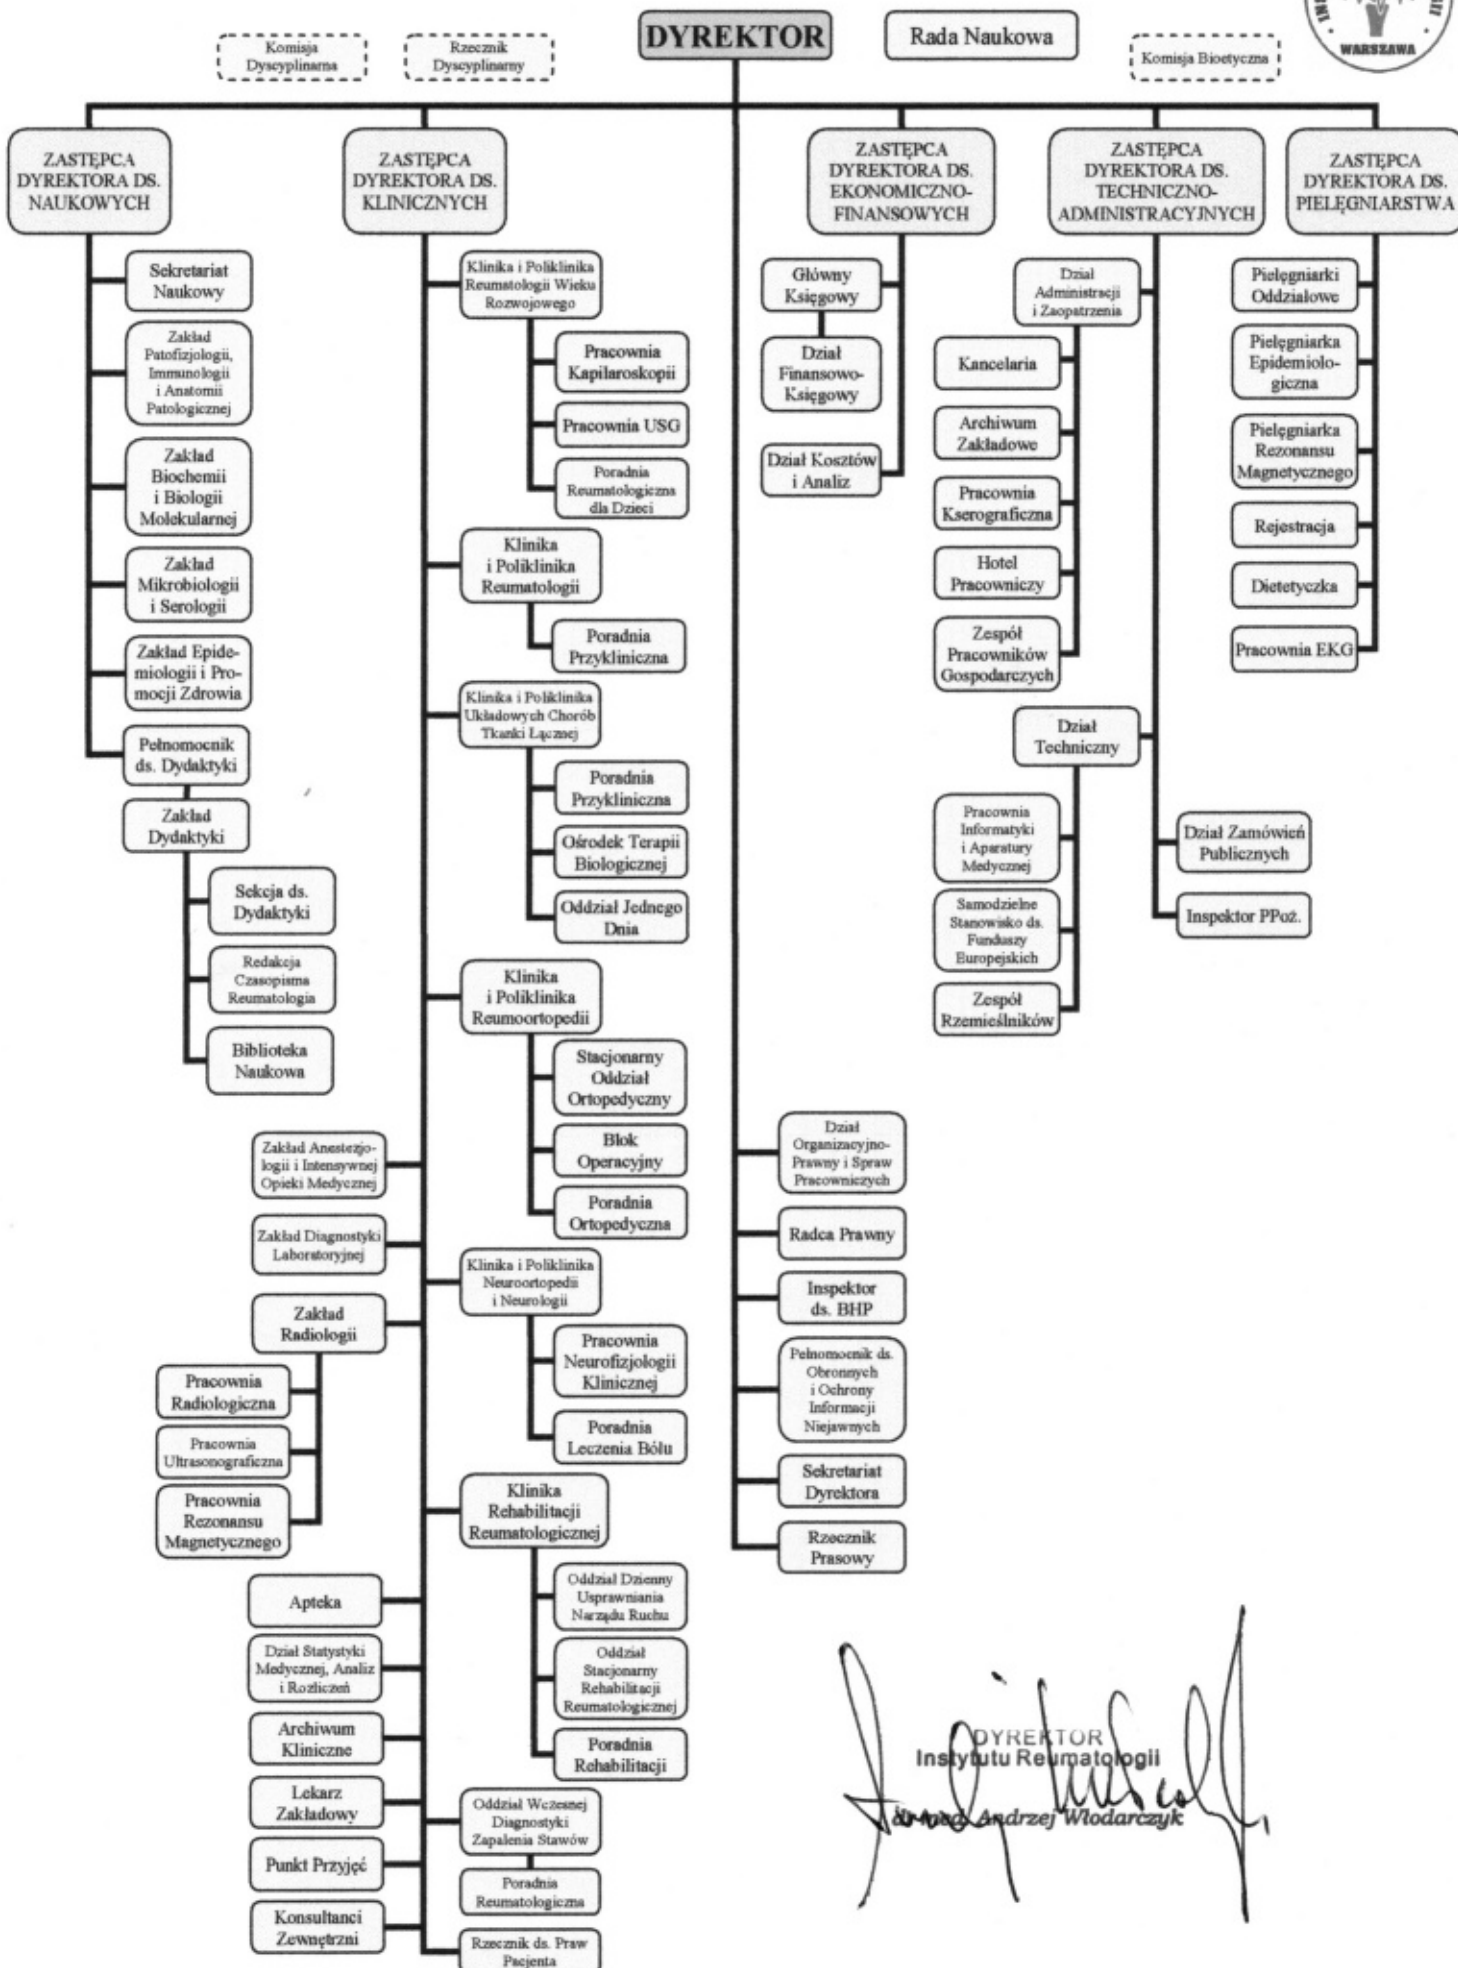 DYREKTOR
Rada Naukowa
Komisja
Dyscyplinarna
Rzecznik
Dyscyplinarny
Komisja Bioetyczna
WARSZAWA
ZASTĘPCA
DYREKTORA DS.
NAUKOWYCH
ZASTĘPCA
DYREKTORA DS.
KLINICZNYCH
ZASTĘPCA
DYREKTORA DS.
EKONOMICZNO-
FINANSOWYCH
ZASTĘPCA
DYREKTORA DS.
TECHNICZNO-
ADMINISTRACYJNYCH
ZASTĘPCA
DYREKTORA DS.
PIELĘGNIARSTWA
Sekretariat
Naukowy
Zakład
Patofizjologii,
Immunologii
i Anatomii
Patologicznej
Zakład
Biochemii
i Biologii
Molekularnej
Zakład
Mikrobiologii
i Serologii
Zakład Epide-
miologii i Pro-
mocji Zdrowia
Pełnomocnik
ds. Dydaktyki
Zakład
Dydaktyki
Sekcja ds.
Dydaktyki
Redakcja
Czasopisma
Reumatologia
Biblioteka
Naukowa
Klinika i Poliklinika
Reumatologii Wieku
Rozwojowego
Pracownia
Kapilaroskopii
Pracownia USG
Poradnia
Reumatologiczna
dla Dzieci
Klinika
i Poliklinika
Reumatologii
Poradnia
Przykliniczna
Klinika i Poliklinika
Układowych Chorób
Tkanki Łącznej
Poradnia
Przykliniczna
Ośrodek Terapii
Biologicznej
Oddział Jednego
Dnia
Klinika
i Poliklinika
Reumoortopedii
Stacjonarny
Oddział
Ortopedyczny
Blok
Operacyjny
Poradnia
Ortopedyczna
Zakład Anestezjo-
logii i Intensywnej
Opieki Medycznej
Zakład Diagnostyki
Laboratoryjnej
Klinika i Poliklinika
Neuroortopedii
i Neurologii
Zakład
Radiologii
Pracownia
Neurofizjologii
Klinicznej
Pracownia
Radiologiczna
Pracownia
Ultrasonograficzna
Pracownia
Rezonansu
Magnetycznego
Poradnia
Leczenia Bólu
Klinika
Rehabilitacji
Reumatologicznej
Oddział Dzienny
Usprawniania
Narządu Ruchu
Oddział
Stacjonarny
Rehabilitacji
Reumatologicznej
Poradnia
Rehabilitacji
Apteka
Dział Statystyki
Medycznej, Analiz
i Rozliczeń
Archiwum
Kliniczne
Lekarz
Zakładowy
Punkt Przyjęć
Konsultanci
Zewnętrzni
Oddział Wczesnej
Diagnostyki
Zapalenia Stawów
Poradnia
Reumatologiczna
Rzecznik ds. Praw
Pacjenta
Główny
Księgowy
Dział
Finansowo-
Księgowy
Dział Kosztów
i Analiz
Dział
Administracji
i Zaopatrzenia
Kancelaria
Archiwum
Zakładowe
Pracownia
Kserograficzna
Hotel
Pracowniczy
Zespół
Pracowników
Gospodarczych
Dział
Techniczny
Pracownia
Informatyki
i Aparatury
Medycznej
Samodzielne
Stanowisko ds.
Funduszy
Europejskich
Zespół
Rzemieślników
Dział Zamówień
Publicznych
Inspektor PPoż.
Pielęgniarki
Oddziałowe
Pielęgniarka
Epidemiolo-
giczna
Pielęgniarka
Rezonansu
Magnetycznego
Rejestracja
Dietetyczka
Pracownia EKG
Dział
Organizacyjno-
Prawny i Spraw
Pracowniczych
Radca Prawny
Inspektor
ds. BHP
Pełnomocnik ds.
Obronnych
i Ochrony
Informacji
Niejawnych
Sekretariat
Dyrektora
Rzecznik
Prasowy
DYREKTOR
Instytutu Reumatologii
dr med. Andrzej Włodarczyk